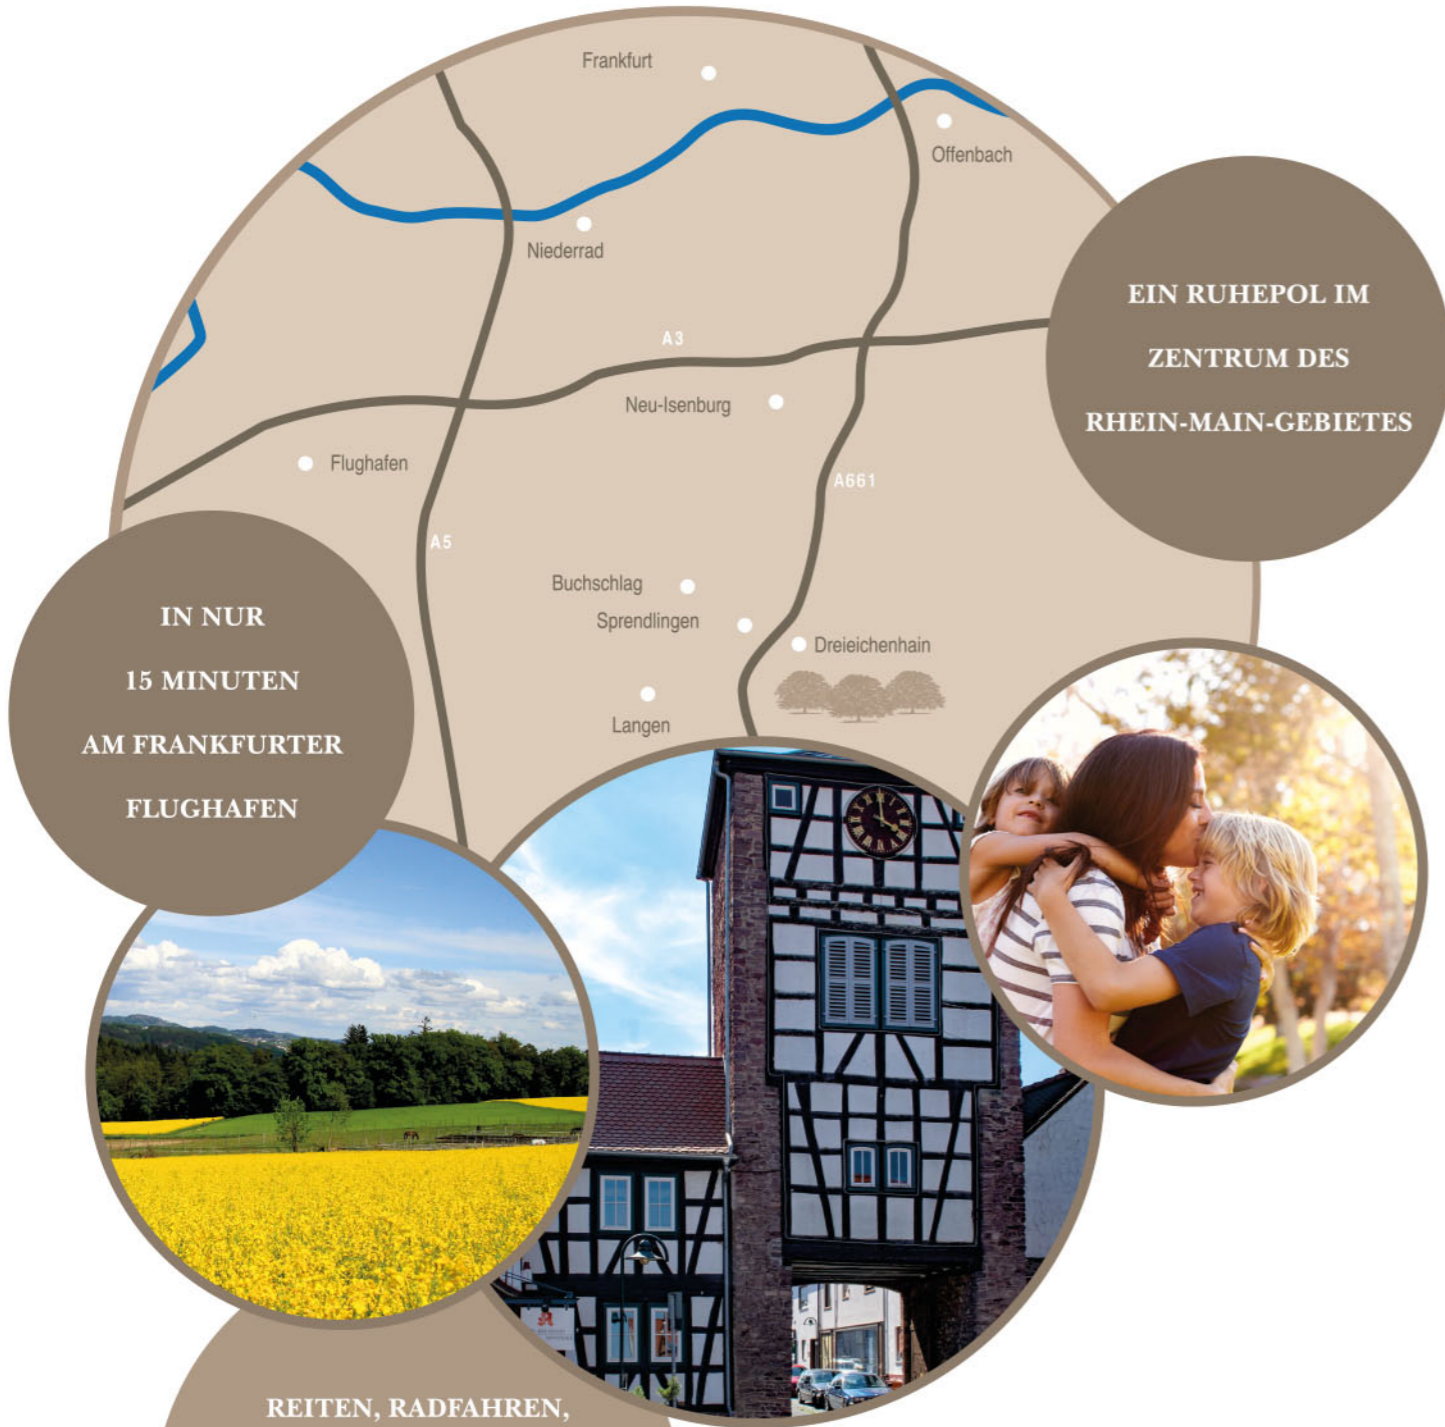 Frankfurt
Offenbach
Niederrad
EIN RUHEPOL IM
ZENTRUM DES
RHEIN-MAIN-GEBIETES
A3
Neu-Isenburg
Flughafen
A661
A5
Buchschlag
Sprendlingen
Dreieichenhain
Langen
IN NUR
15 MINUTEN
AM FRANKFURTER
FLUGHAFEN
REITEN, RADFAHREN,